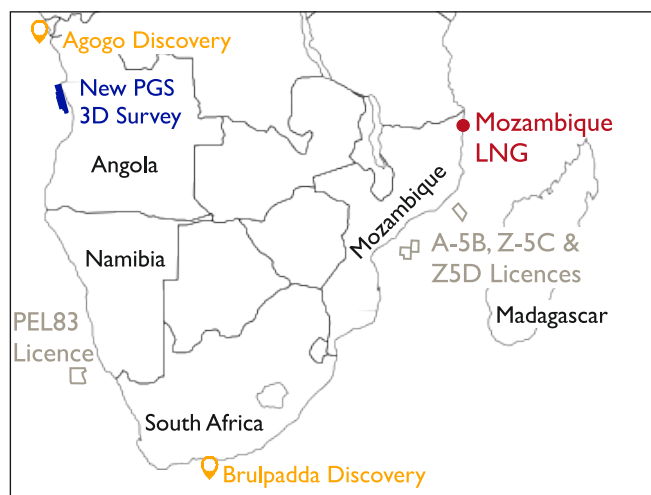 Agogo Discovery
New PGS
3D Survey
Mozambique
LNG
Angola
Mozambique
A-5B, Z-5C &
Z5D Licences
Namibia
Madagascar
PEL83
Licence
South Africa
Brulpadda Discovery